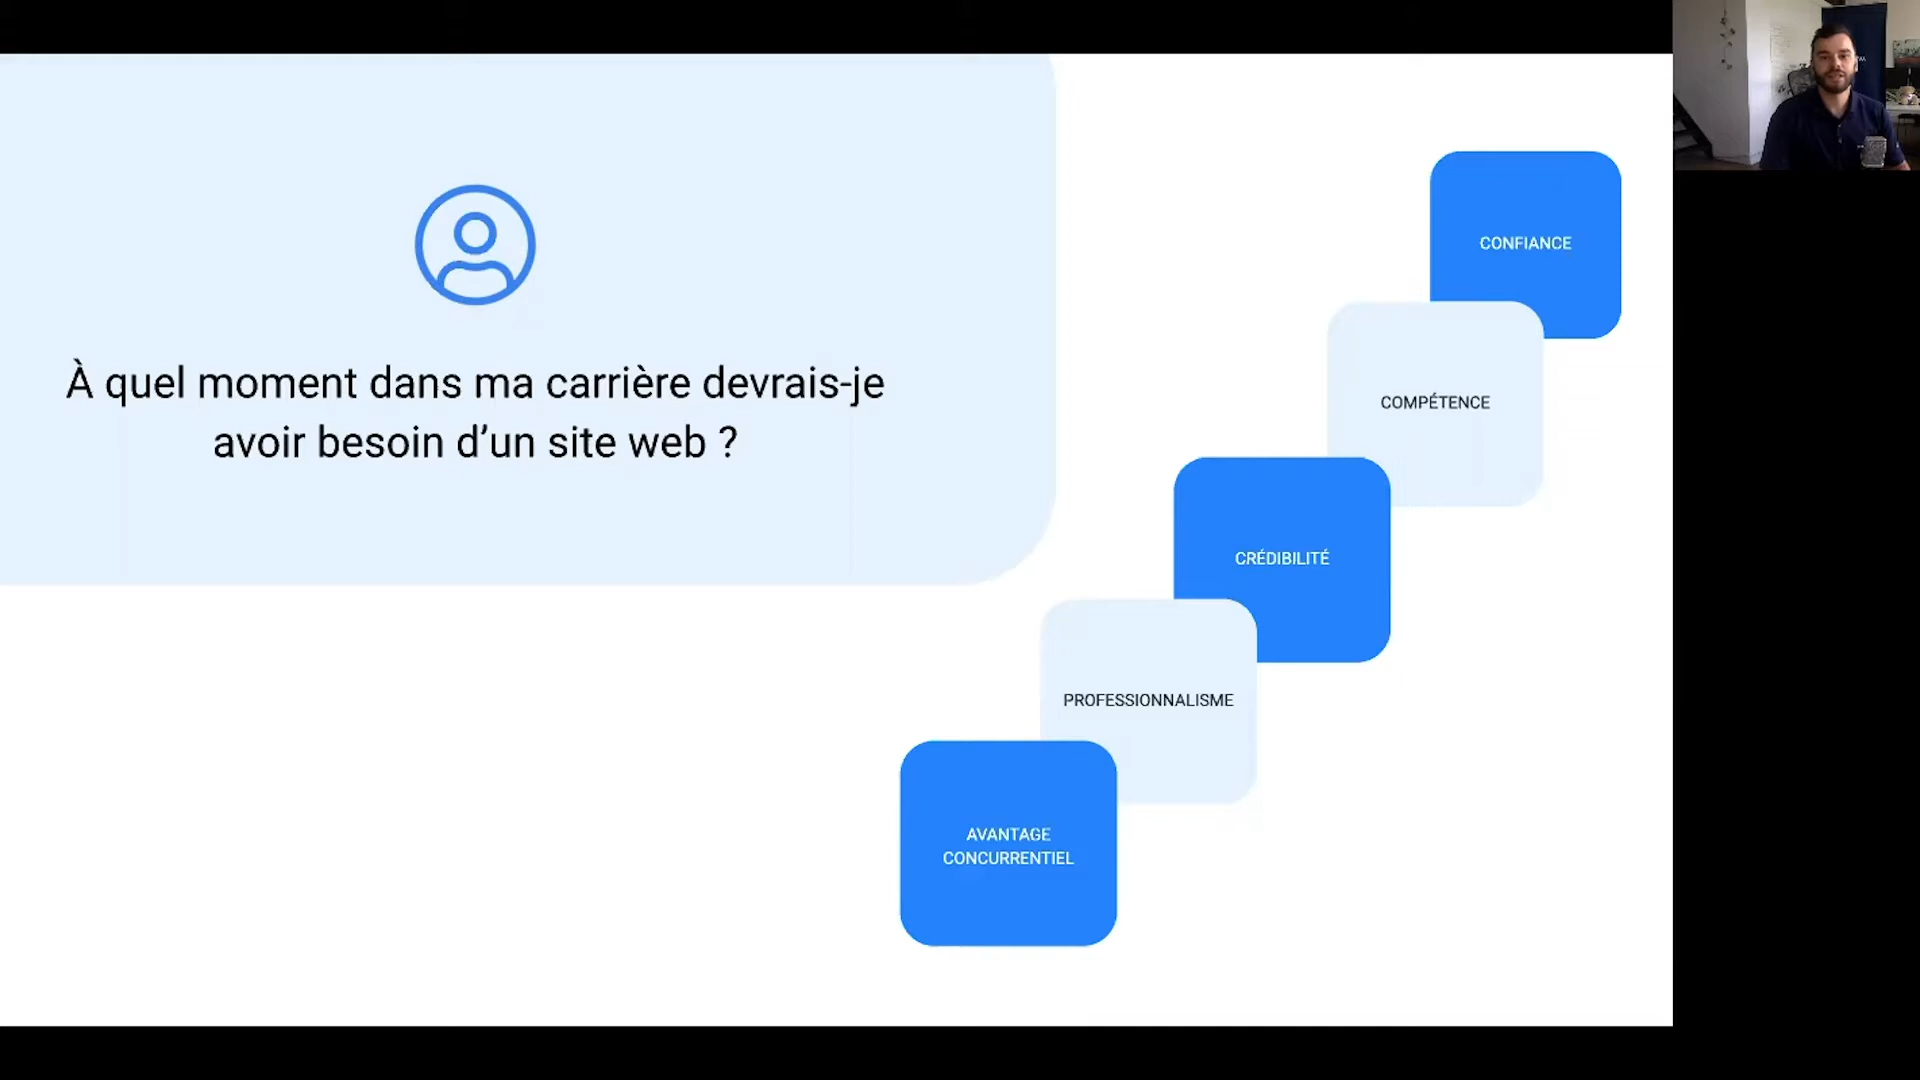 À quel moment dans ma carrière devrais-je
avoir besoin d’un site web ?
CONFIANCE
COMPÉTENCE
CRÉDIBILITÉ
PROFESSIONNALISME
AVANTAGE
CONCURRENTIEL